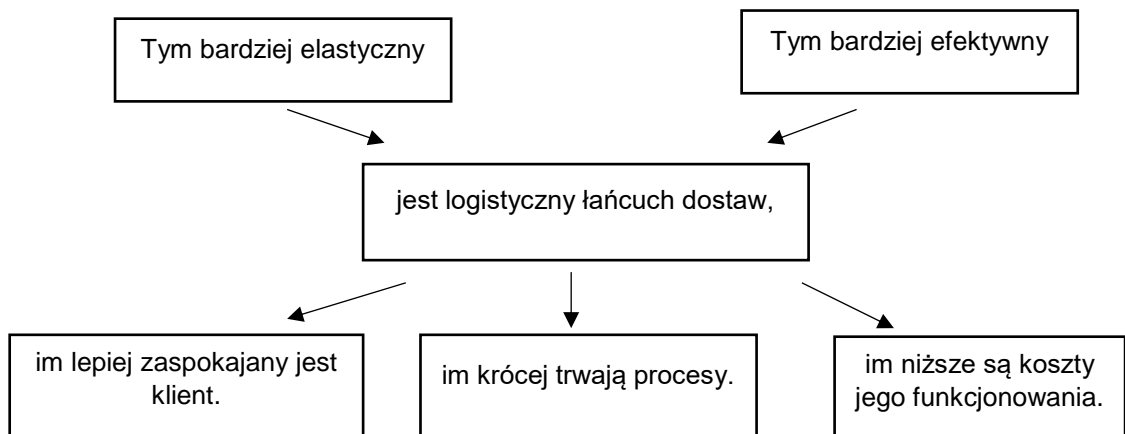 Tym bardziej elastyczny
Tym bardziej efektywny
jest logistyczny łańcuch dostaw,
im lepiej zaspokajany jest
klient.
im krócej trwają procesy.
im niższe są koszty
jego funkcjonowania.